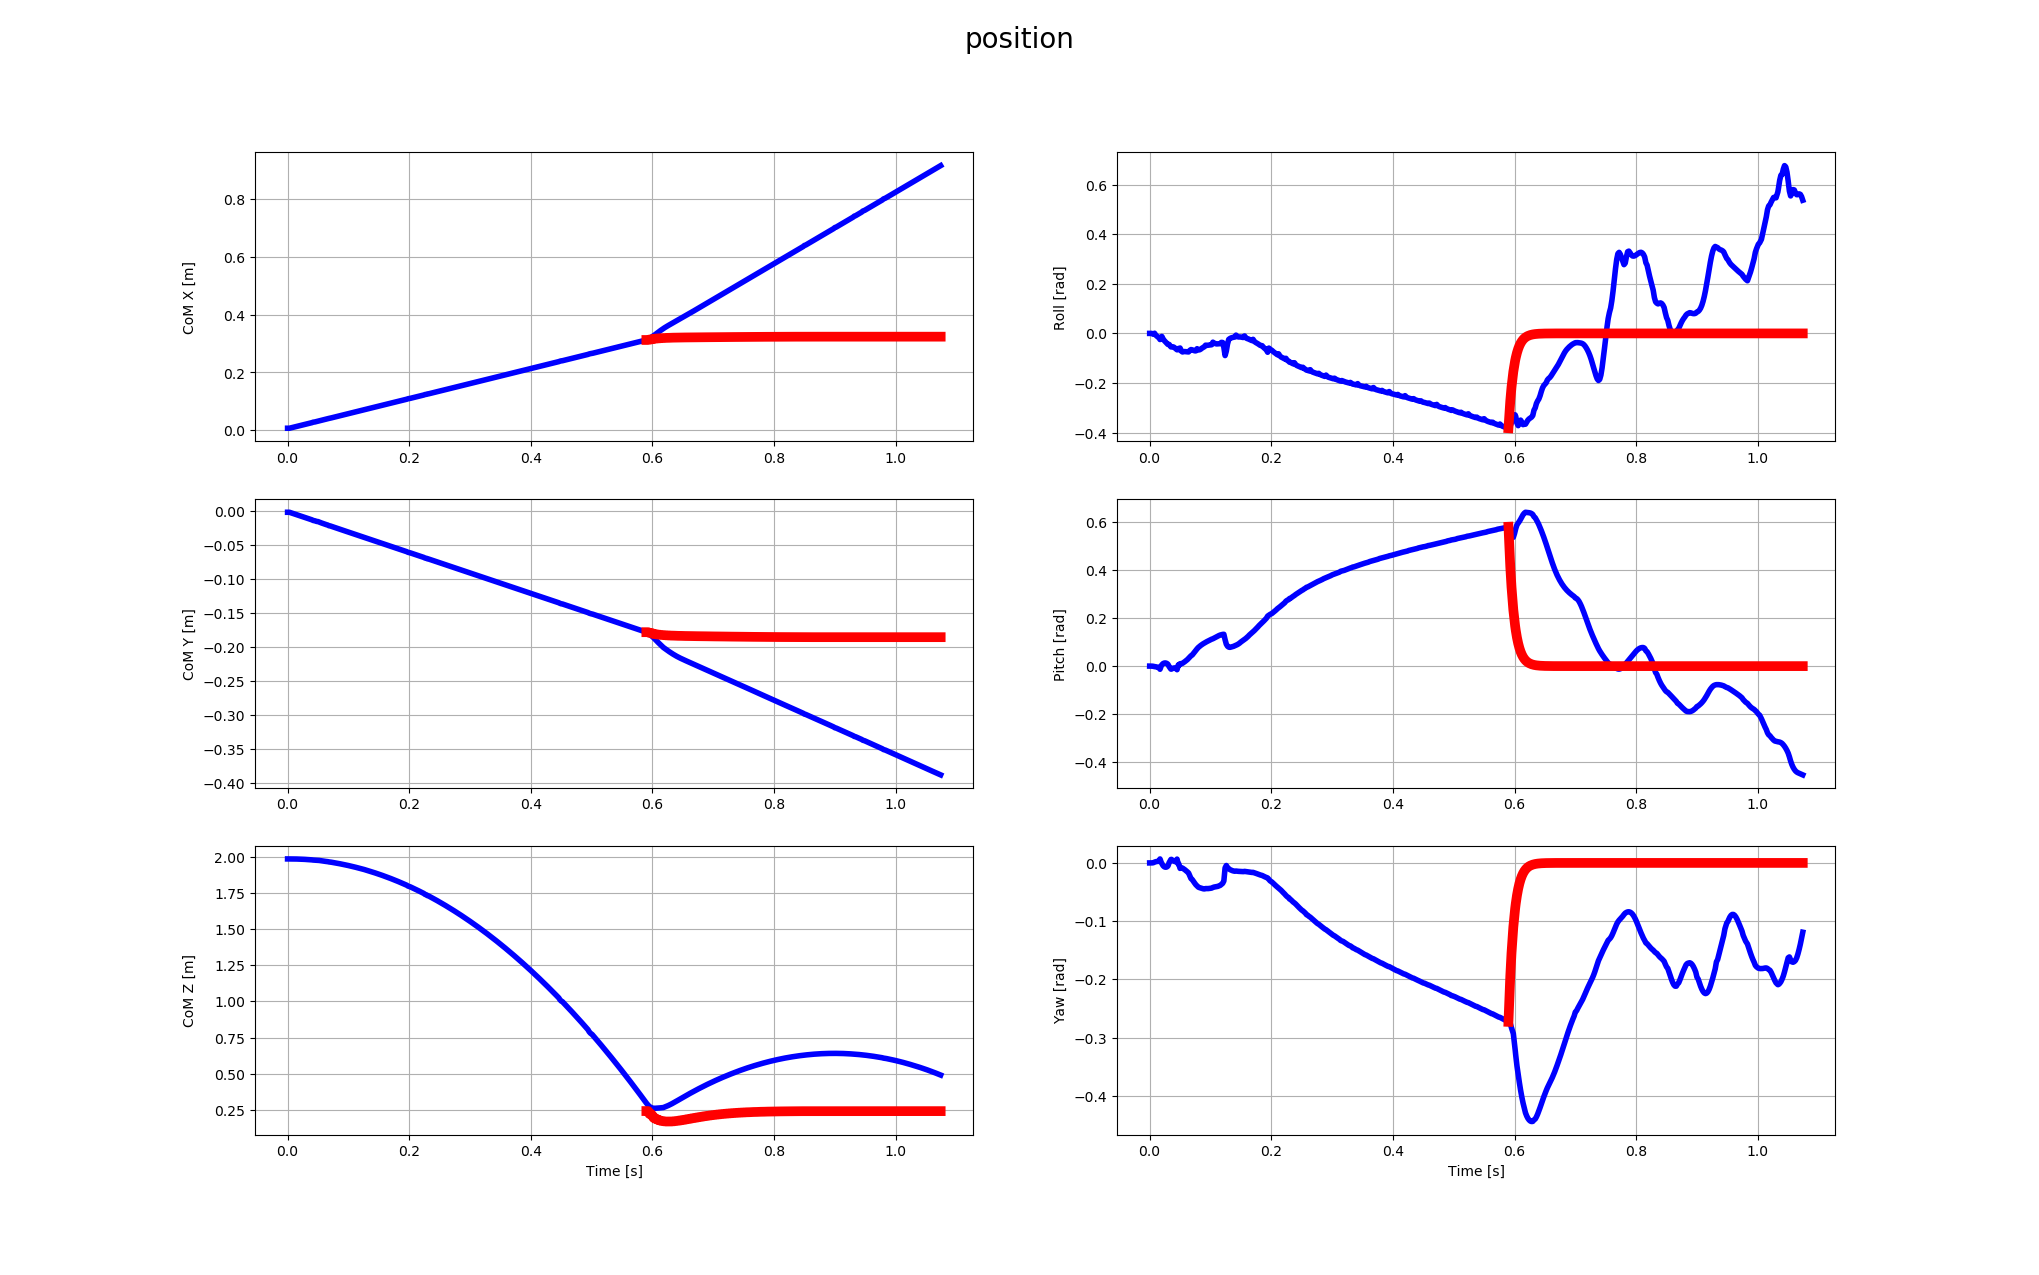 position
CoM X [m]
0.8
0.6
0.4
0.2
0.0
0.0 0.2 0.4 0.6 0.8 1.0
Roll [rad]
0.6
0.4
0.2
0.0
−0.2
−0.4
0.0 0.2 0.4 0.6 0.8 1.0
CoM Y [m]
0.00
−0.05
−0.10
−0.15
−0.20
−0.25
−0.30
−0.35
−0.40
0.0 0.2 0.4 0.6 0.8 1.0
Pitch [rad]
0.6
0.4
0.2
0.0
−0.2
−0.4
0.0 0.2 0.4 0.6 0.8 1.0
CoM Z [m]
2.00
1.75
1.50
1.25
1.00
0.75
0.50
0.25
0.0 0.2 0.4 0.6 0.8 1.0
Time [s]
Yaw [rad]
0.0
−0.1
−0.2
−0.3
−0.4
0.0 0.2 0.4 0.6 0.8 1.0
Time [s]